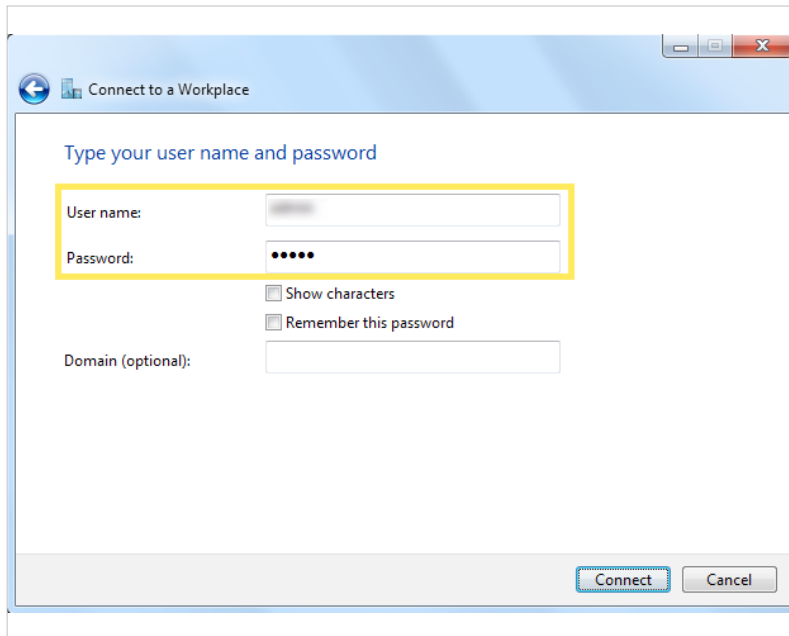 Connect to a Workplace
Type your user name and password
User name:
Password: •••••
Show characters
Remember this password
Domain (optional):
Connect Cancel